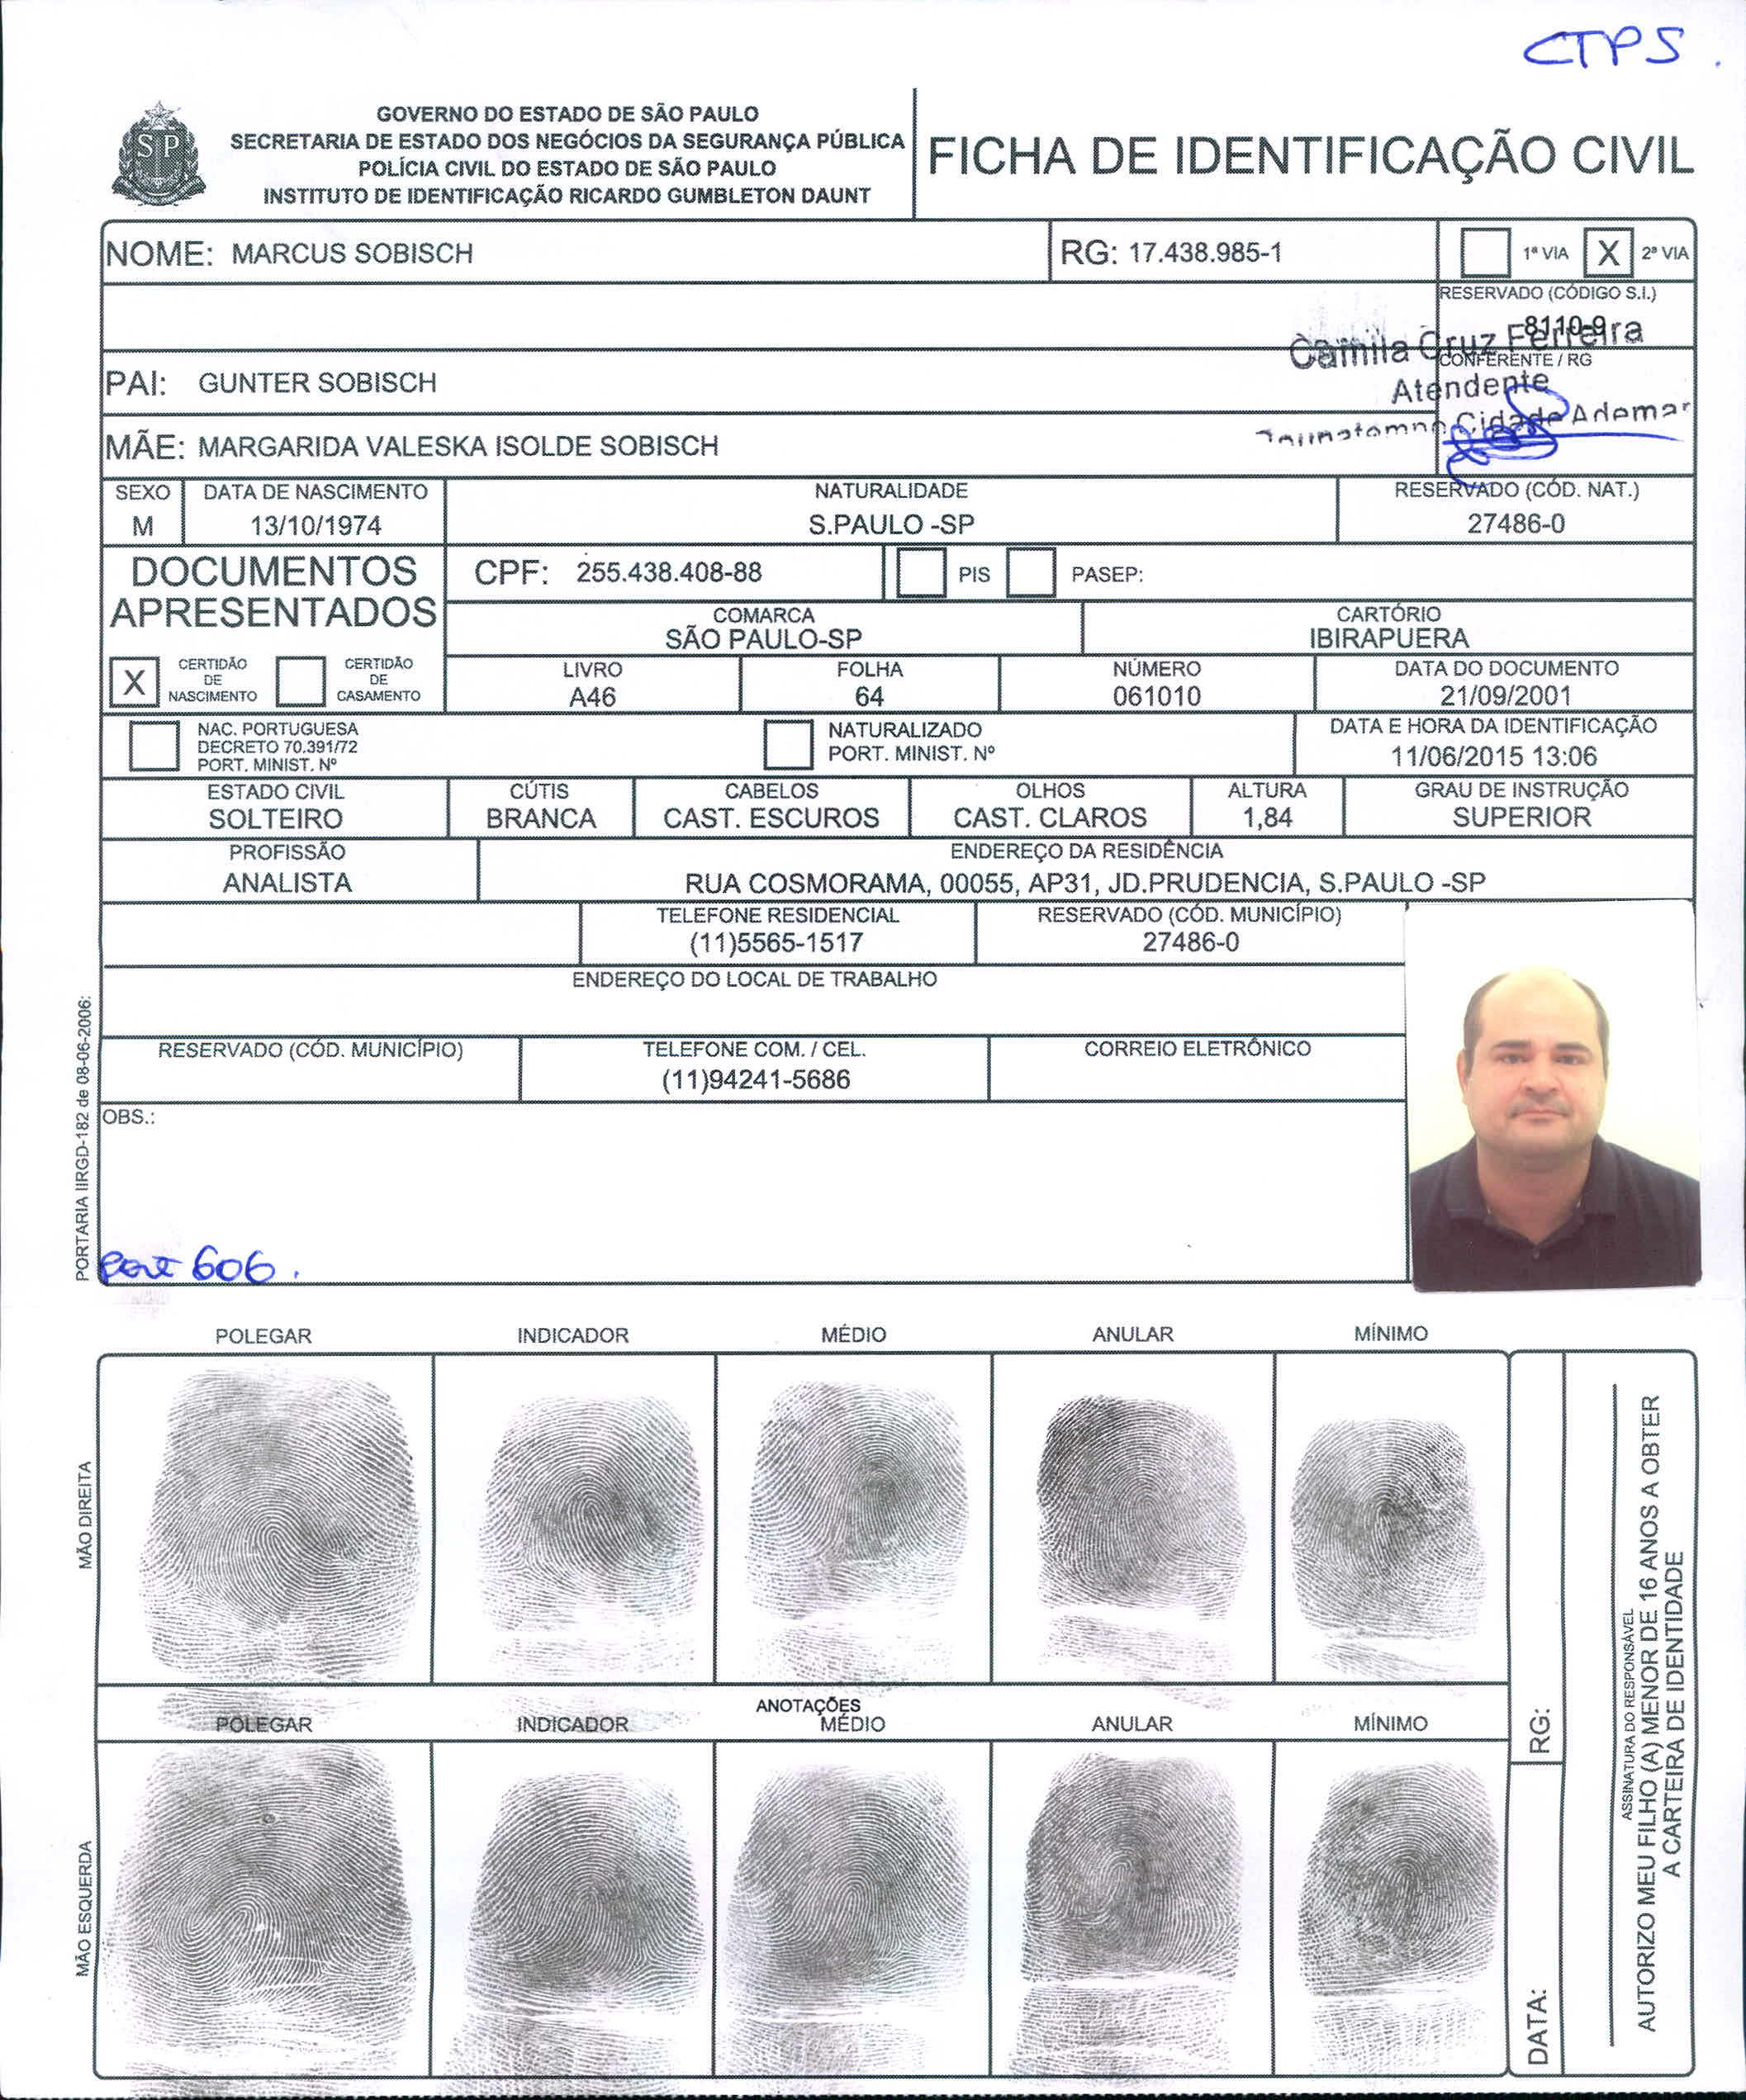 CTPS.
GOVERNO DO ESTADO DE SÃO PAULO
SECRETARIA DE ESTADO DOS NEGÓCIOS DA SEGURANÇA PÚBLICA
POLÍCIA CIVIL DO ESTADO DE SÃO PAULO
INSTITUTO DE IDENTIFICAÇÃO RICARDO GUMBLETON DAUNT
SP
FICHA DE IDENTIFICAÇÃO CIVIL
NOME: MARCUS SOBISCH RG: 17.438.985-1 1ª VIA X 2ª VIA
RESERVADO (CÓDIGO S.I.)
8110-9
Camila Cruz Ferreira
CONFERENTE / RG
PAI: GUNTER SOBISCH
Atendente
Cidade Ademar
MÃE: MARGARIDA VALESKA ISOLDE SOBISCH
SEXO DATA DE NASCIMENTO NATURALIDADE RESERVADO (CÓD. NAT.)
M 13/10/1974 S.PAULO -SP 27486-0
DOCUMENTOS
APRESENTADOS
CPF: 255.438.408-88 PIS PASEP:
COMARCA CARTÓRIO
SÃO PAULO-SP IBIRAPUERA
X CERTIDÃO
DE
NASCIMENTO
CERTIDÃO
DE
CASAMENTO
LIVRO FOLHA NÚMERO DATA DO DOCUMENTO
A46 64 061010 21/09/2001
NAC. PORTUGUESA
DECRETO 70.391/72
PORT. MINIST. Nº
NATURALIZADO
PORT. MINIST. Nº
DATA E HORA DA IDENTIFICAÇÃO
11/06/2015 13:06
ESTADO CIVIL CÚTIS CABELOS OLHOS ALTURA GRAU DE INSTRUÇÃO
SOLTEIRO BRANCA CAST. ESCUROS CAST. CLAROS 1,84 SUPERIOR
PROFISSÃO ENDEREÇO DA RESIDÊNCIA
ANALISTA RUA COSMORAMA, 00055, AP31, JD.PRUDENCIA, S.PAULO -SP
TELEFONE RESIDENCIAL RESERVADO (CÓD. MUNICÍPIO)
(11)5565-1517 27486-0
ENDEREÇO DO LOCAL DE TRABALHO
RESERVADO (CÓD. MUNICÍPIO) TELEFONE COM. / CEL. CORREIO ELETRÔNICO
(11)94241-5686
OBS.:
606.
PORTARIA IIRGD-182 de 08-06-2006:
POLEGAR INDICADOR MÉDIO ANULAR MÍNIMO
MÃO DIREITA
ANOTAÇÕES
POLEGAR INDICADOR MÉDIO ANULAR MÍNIMO
MÃO ESQUERDA
RG:
DATA:
ASSINATURA DO RESPONSÁVEL
AUTORIZO MEU FILHO (A) MENOR DE 16 ANOS A OBTER
A CARTEIRA DE IDENTIDADE